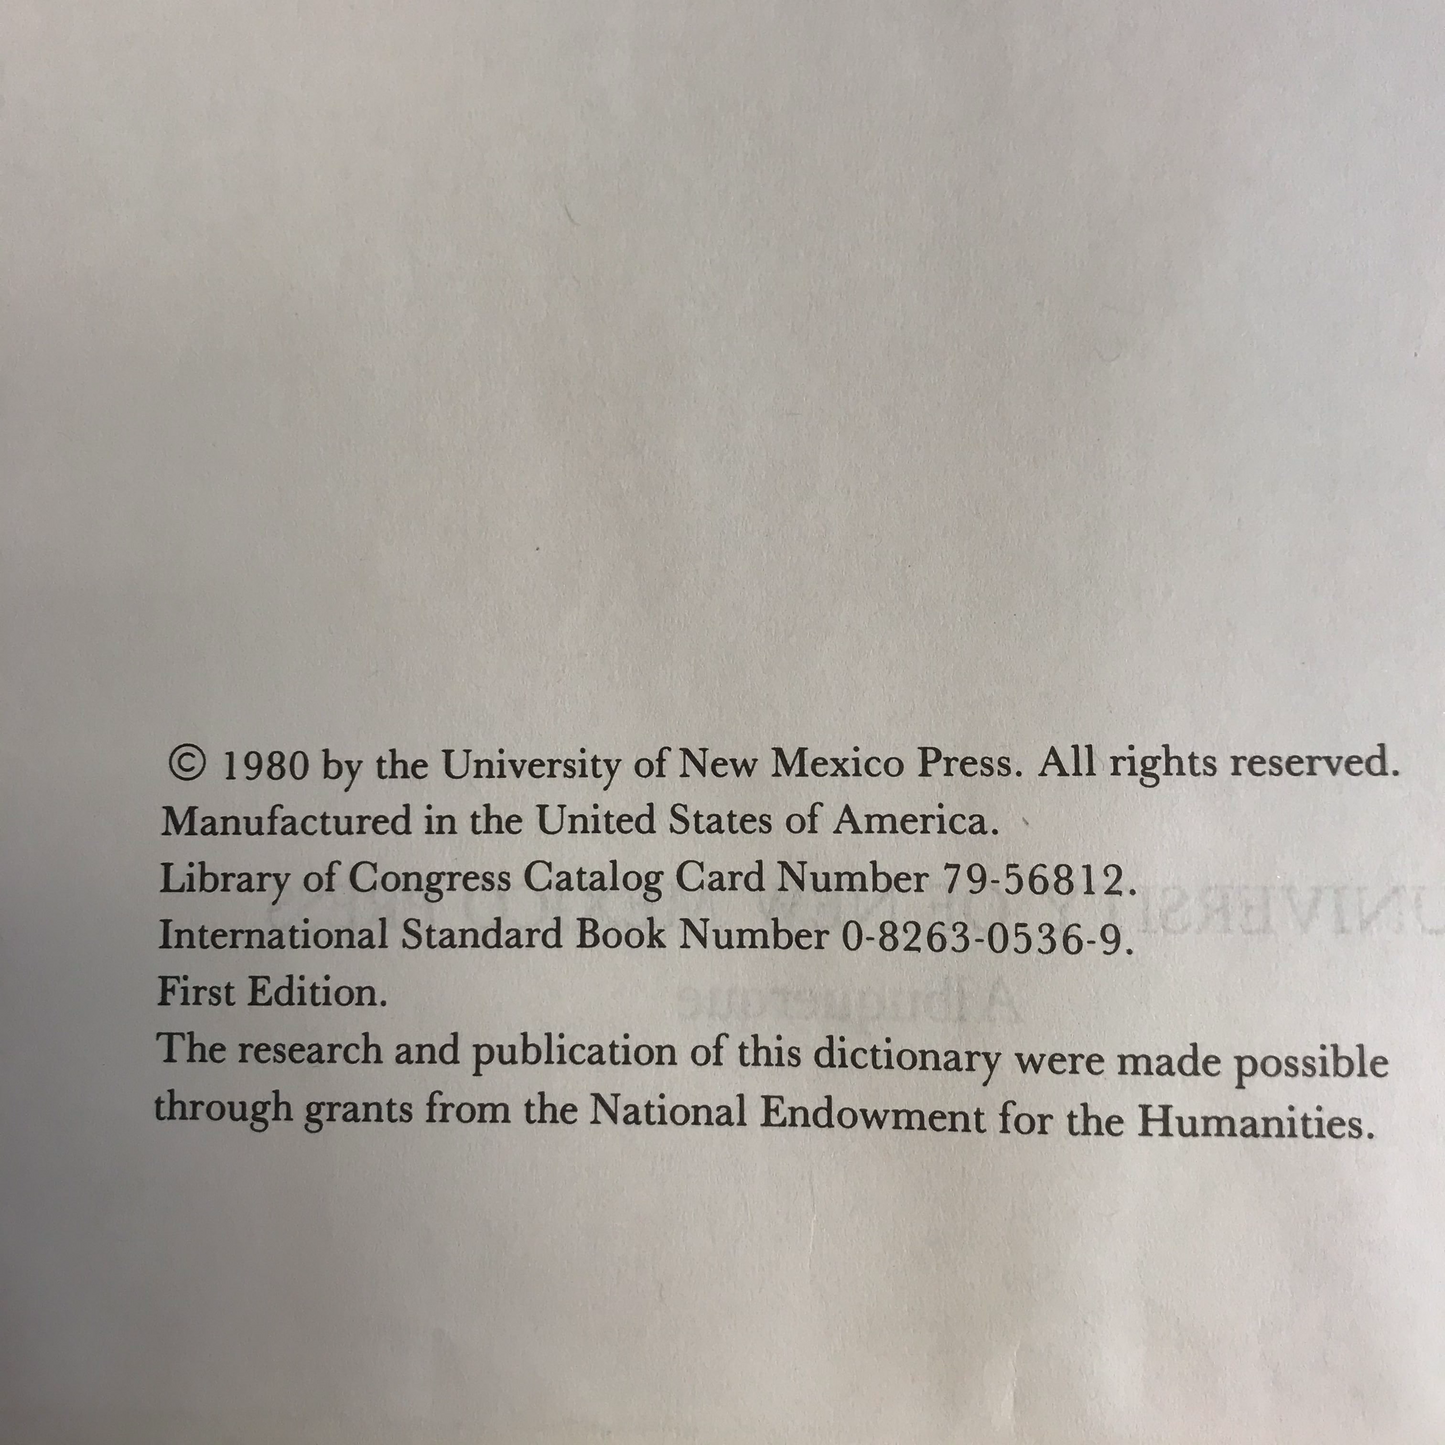 © 1980 by the University of New Mexico Press. All rights reserved.
Manufactured in the United States of America.
Library of Congress Catalog Card Number 79-56812.
International Standard Book Number 0-8263-0536-9.
First Edition.
The research and publication of this dictionary were made possible
through grants from the National Endowment for the Humanities.